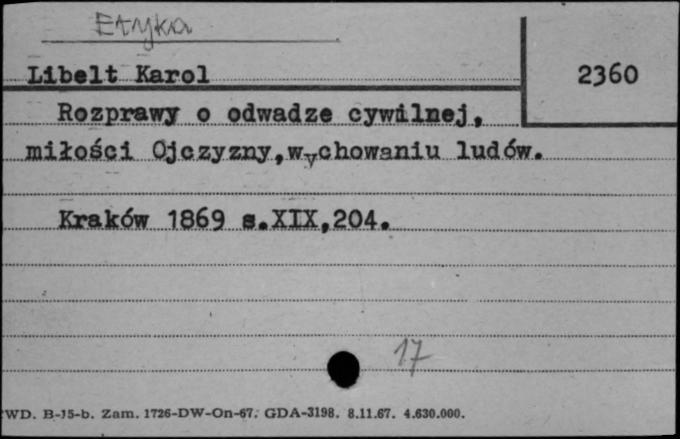 Etyka
Libelt Karol
2360
Rozprawy o odwadze cywilnej,
miłości Ojczyzny,wychowaniu ludów.
Kraków 1869 s.XIX,204.
17
WD. B-15-b. Zam. 1726-DW-On-67. GDA-3198. 8.11.67. 4.630.000.